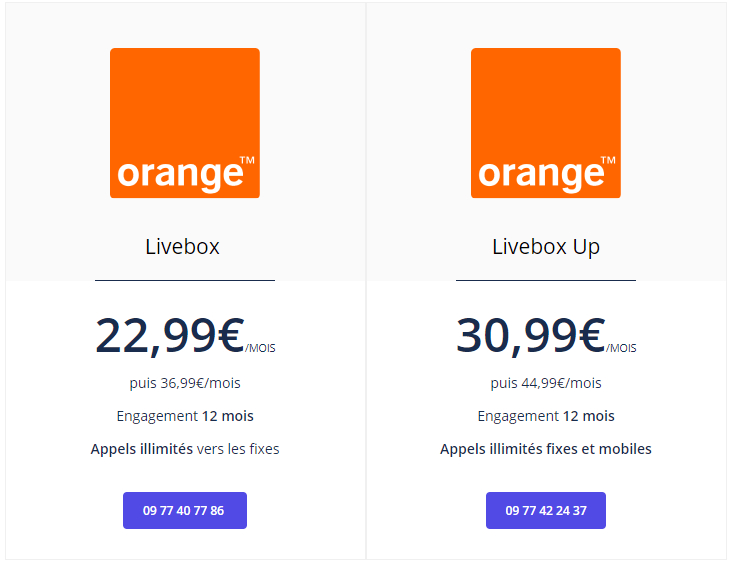 orange™
Livebox
22,99€/MOIS
puis 36,99€/mois
Engagement 12 mois
Appels illimités vers les fixes
09 77 40 77 86
orange™
Livebox Up
30,99€/MOIS
puis 44,99€/mois
Engagement 12 mois
Appels illimités fixes et mobiles
09 77 42 24 37